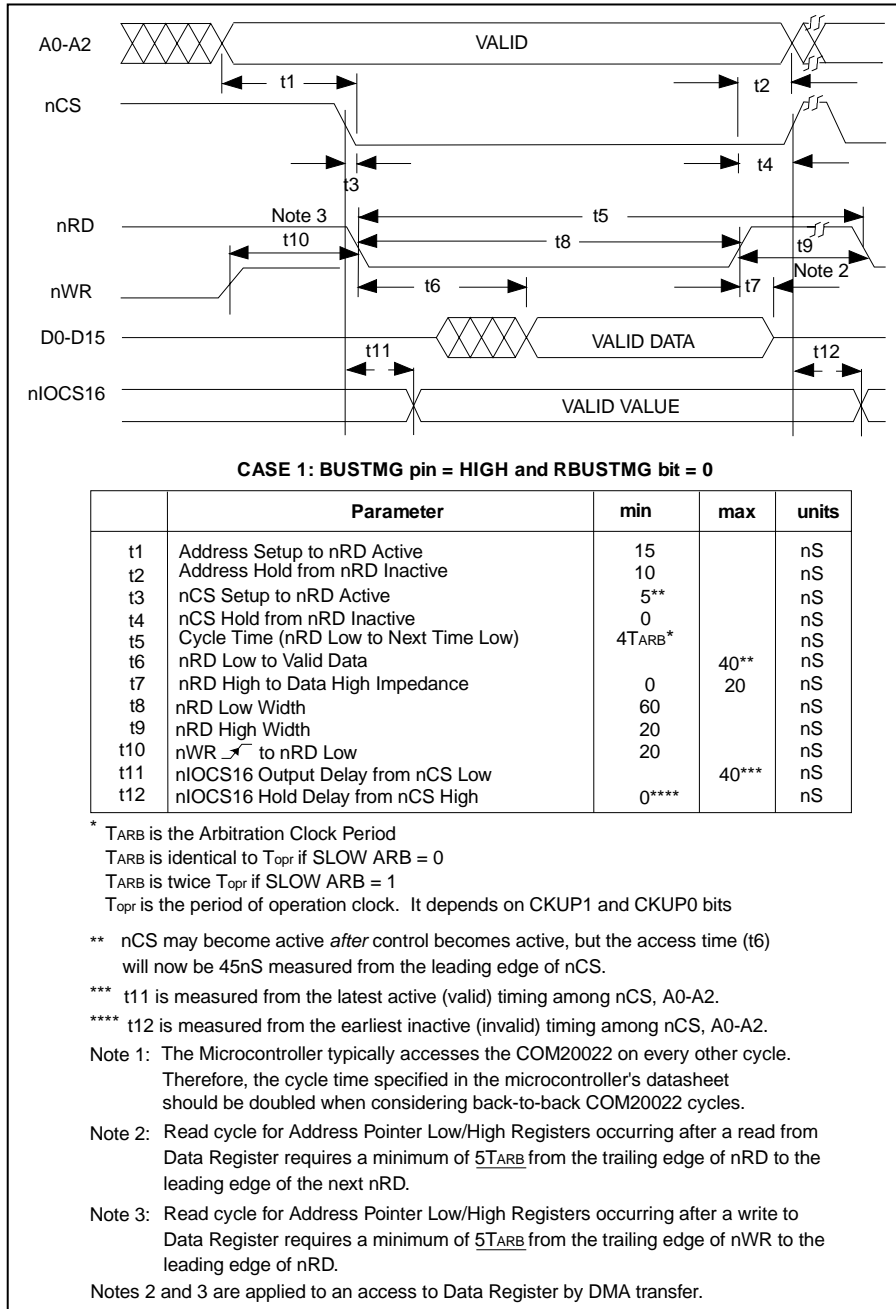 A0-A2
VALID
t1
t2
nCS
t3
t4
nRD
Note 3
t5
t10
t8
t9
nWR
t6
t7
Note 2
D0-D15
VALID DATA
t11
t12
nIOCS16
VALID VALUE
CASE 1: BUSTMG pin = HIGH and RBUSTMG bit = 0
Parameter min max units
t1 Address Setup to nRD Active 15 nS
t2 Address Hold from nRD Inactive 10 nS
t3 nCS Setup to nRD Active 5** nS
t4 nCS Hold from nRD Inactive 0 nS
t5 Cycle Time (nRD Low to Next Time Low) 4TARB* nS
t6 nRD Low to Valid Data 40** nS
t7 nRD High to Data High Impedance 0 20 nS
t8 nRD Low Width 60 nS
t9 nRD High Width 20 nS
t10 nWR to nRD Low 20 nS
t11 nIOCS16 Output Delay from nCS Low 40*** nS
t12 nIOCS16 Hold Delay from nCS High 0**** nS
* TARB is the Arbitration Clock Period
TARB is identical to Topr if SLOW ARB = 0
TARB is twice Topr if SLOW ARB = 1
Topr is the period of operation clock. It depends on CKUP1 and CKUP0 bits
** nCS may become active after control becomes active, but the access time (t6)
will now be 45nS measured from the leading edge of nCS.
*** t11 is measured from the latest active (valid) timing among nCS, A0-A2.
**** t12 is measured from the earliest inactive (invalid) timing among nCS, A0-A2.
Note 1: The Microcontroller typically accesses the COM20022 on every other cycle.
Therefore, the cycle time specified in the microcontroller's datasheet
should be doubled when considering back-to-back COM20022 cycles.
Note 2: Read cycle for Address Pointer Low/High Registers occurring after a read from
Data Register requires a minimum of 5TARB from the trailing edge of nRD to the
leading edge of the next nRD.
Note 3: Read cycle for Address Pointer Low/High Registers occurring after a write to
Data Register requires a minimum of 5TARB from the trailing edge of nWR to the
leading edge of nRD.
Notes 2 and 3 are applied to an access to Data Register by DMA transfer.